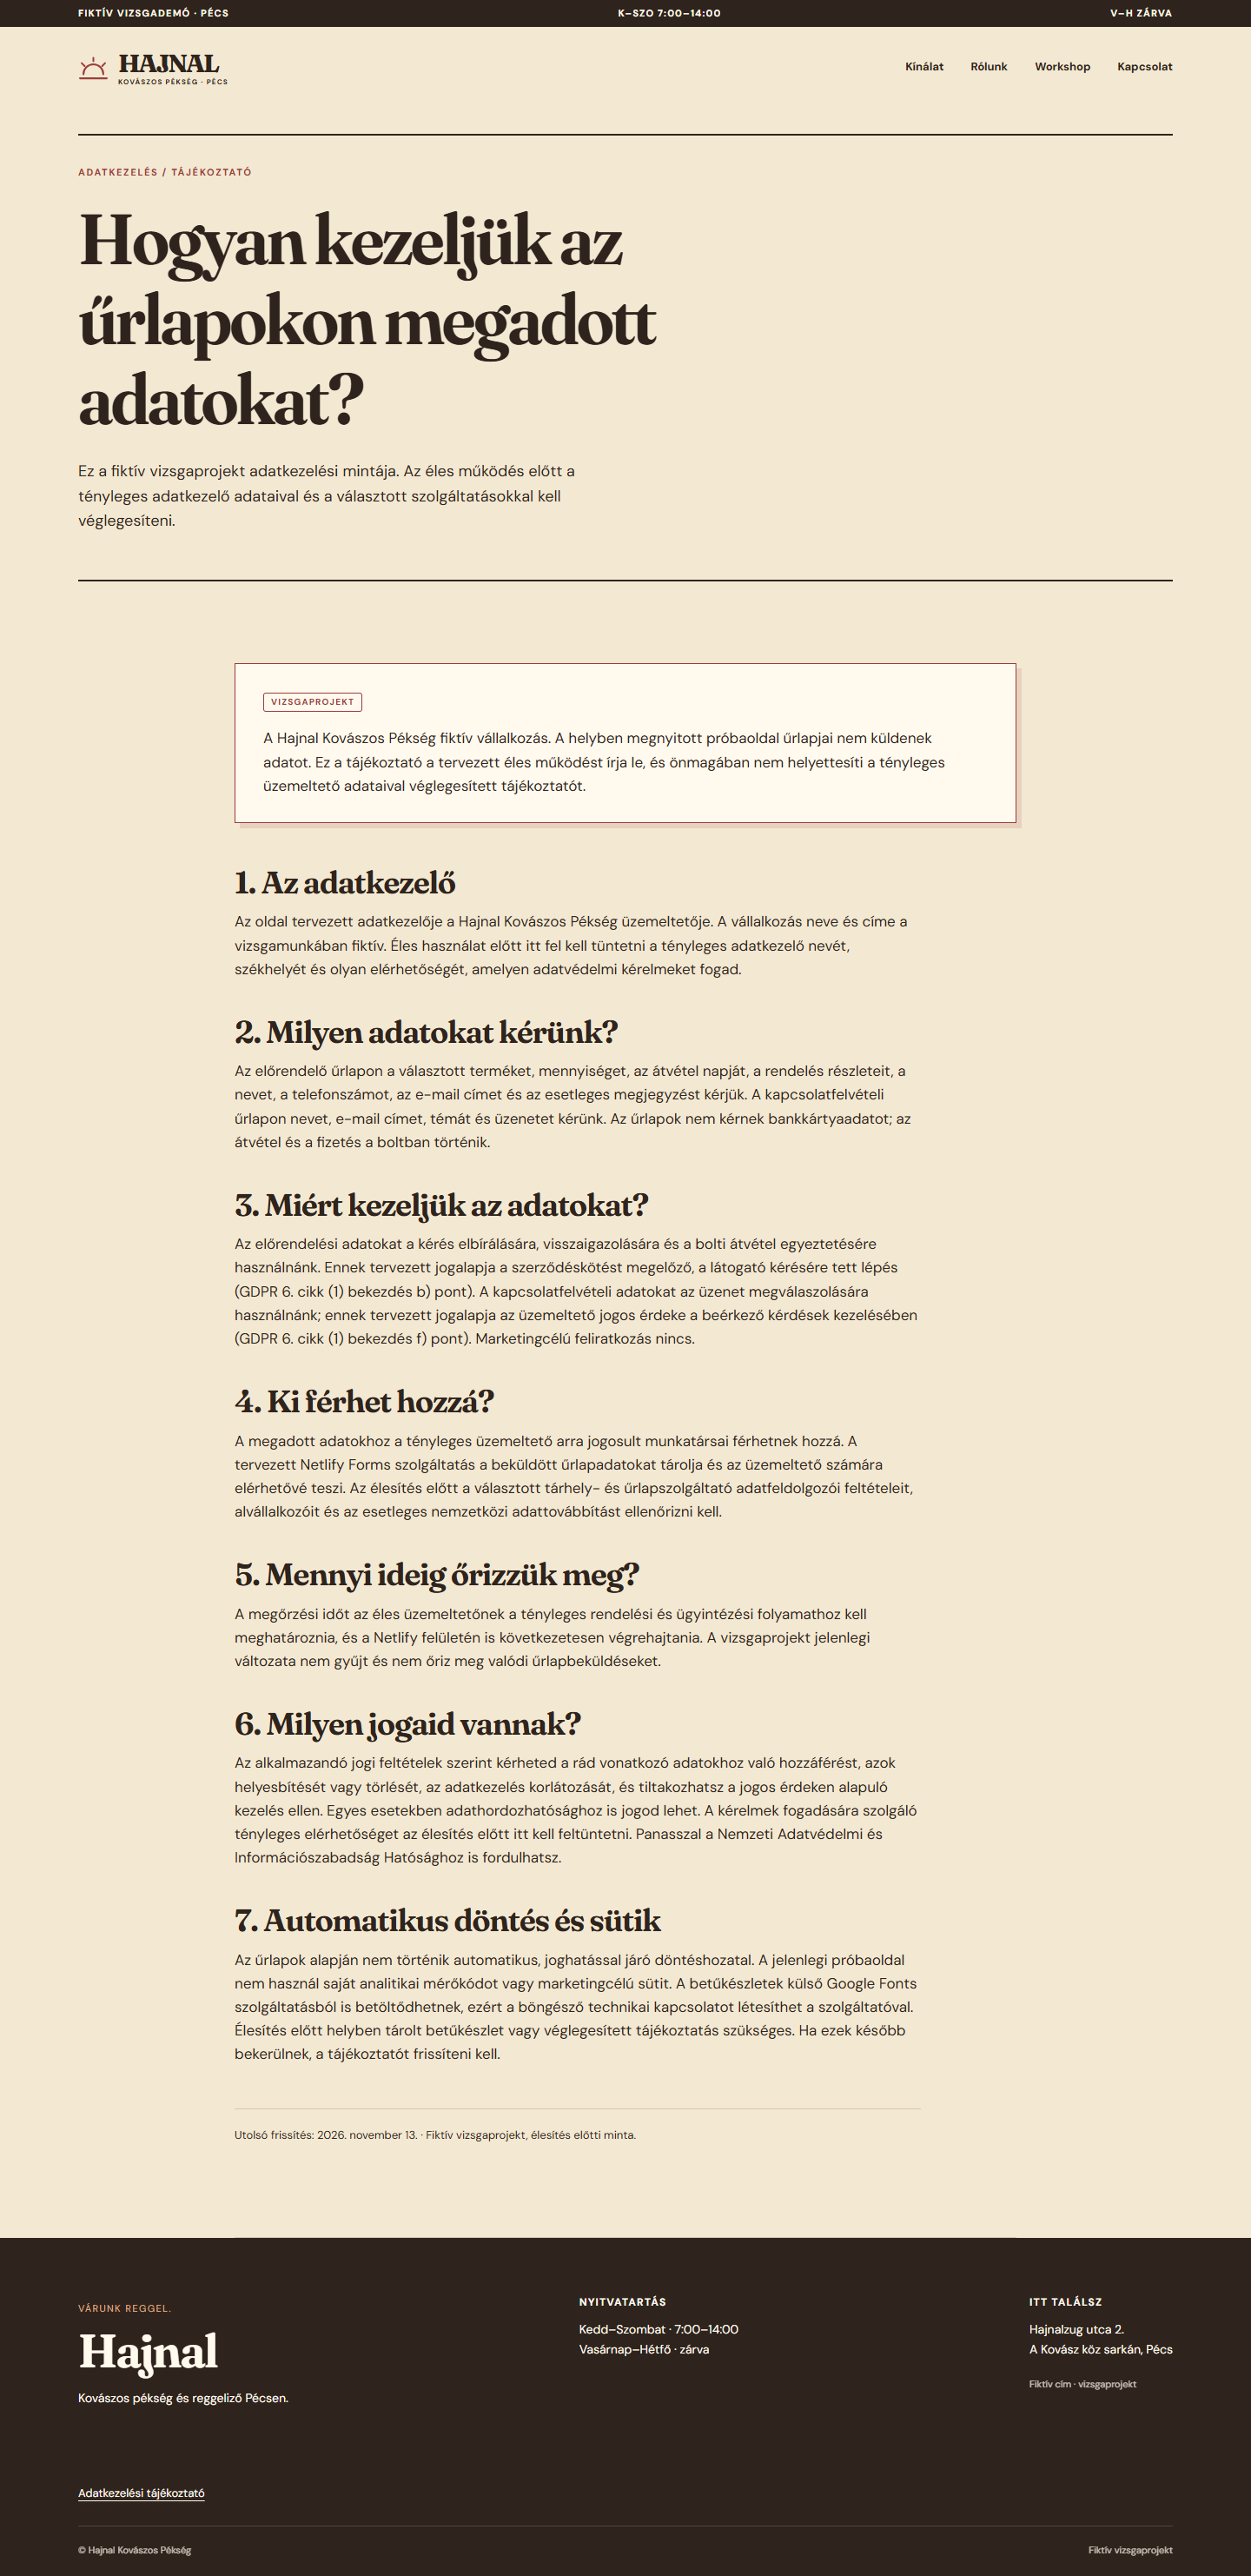 FIKTÍV VIZSGADEMÓ · PÉCS
K–SZO 7:00–14:00
V–H ZÁRVA
HAJNAL
KOVÁSZOS PÉKSÉG · PÉCS
Kínálat
Rólunk
Workshop
Kapcsolat
ADATKEZELÉS / TÁJÉKOZTATÓ
Hogyan kezeljük az
űrlapokon megadott
adatokat?
Ez a fiktív vizsgaprojekt adatkezelési mintája. Az éles működés előtt a
tényleges adatkezelő adataival és a választott szolgáltatásokkal kell
véglegesíteni.
VIZSGAPROJEKT
A Hajnal Kovászos Pékség fiktív vállalkozás. A helyben megnyitott próbaoldal űrlapjai nem küldenek
adatot. Ez a tájékoztató a tervezett éles működést írja le, és önmagában nem helyettesíti a tényleges
üzemeltető adataival véglegesített tájékoztatót.
1. Az adatkezelő
Az oldal tervezett adatkezelője a Hajnal Kovászos Pékség üzemeltetője. A vállalkozás neve és címe a
vizsgamunkában fiktív. Éles használat előtt itt fel kell tüntetni a tényleges adatkezelő nevét,
székhelyét és olyan elérhetőségét, amelyen adatvédelmi kérelmeket fogad.
2. Milyen adatokat kérünk?
Az előrendelő űrlapon a választott terméket, mennyiséget, az átvétel napját, a rendelés részleteit, a
nevet, a telefonszámot, az e-mail címet és az esetleges megjegyzést kérjük. A kapcsolatfelvételi
űrlapon nevet, e-mail címet, témát és üzenetet kérünk. Az űrlapok nem kérnek bankkártyaadatot; az
átvétel és a fizetés a boltban történik.
3. Miért kezeljük az adatokat?
Az előrendelési adatokat a kérés elbírálására, visszaigazolására és a bolti átvétel egyeztetésére
használnánk. Ennek tervezett jogalapja a szerződéskötést megelőző, a látogató kérésére tett lépés
(GDPR 6. cikk (1) bekezdés b) pont). A kapcsolatfelvételi adatokat az üzenet megválaszolására
használnánk; ennek tervezett jogalapja az üzemeltető jogos érdeke a beérkező kérdések kezelésében
(GDPR 6. cikk (1) bekezdés f) pont). Marketingcélú feliratkozás nincs.
4. Ki férhet hozzá?
A megadott adatokhoz a tényleges üzemeltető arra jogosult munkatársai férhetnek hozzá. A
tervezett Netlify Forms szolgáltatás a beküldött űrlapadatokat tárolja és az üzemeltető számára
elérhetővé teszi. Az élesítés előtt a választott tárhely- és űrlapszolgáltató adatfeldolgozói feltételeit,
alvállalkozóit és az esetleges nemzetközi adattovábbítást ellenőrizni kell.
5. Mennyi ideig őrizzük meg?
A megőrzési időt az éles üzemeltetőnek a tényleges rendelési és ügyintézési folyamathoz kell
meghatároznia, és a Netlify felületén is következetesen végrehajtania. A vizsgaprojekt jelenlegi
változata nem gyűjt és nem őriz meg valódi űrlapbeküldéseket.
6. Milyen jogaid vannak?
Az alkalmazandó jogi feltételek szerint kérheted a rád vonatkozó adatokhoz való hozzáférést, azok
helyesbítését vagy törlését, az adatkezelés korlátozását, és tiltakozhatsz a jogos érdeken alapuló
kezelés ellen. Egyes esetekben adathordozhatósághoz is jogod lehet. A kérelmek fogadására szolgáló
tényleges elérhetőséget az élesítés előtt itt kell feltüntetni. Panasszal a Nemzeti Adatvédelmi és
Információszabadság Hatósághoz is fordulhatsz.
7. Automatikus döntés és sütik
Az űrlapok alapján nem történik automatikus, joghatással járó döntéshozatal. A jelenlegi próbaoldal
nem használ saját analitikai mérőkódot vagy marketingcélú sütit. A betűkészletek külső Google Fonts
szolgáltatásból is betöltődhetnek, ezért a böngésző technikai kapcsolatot létesíthet a szolgáltatóval.
Élesítés előtt helyben tárolt betűkészlet vagy véglegesített tájékoztatás szükséges. Ha ezek később
bekerülnek, a tájékoztatót frissíteni kell.
Utolsó frissítés: 2026. november 13. · Fiktív vizsgaprojekt, élesítés előtti minta.
VÁRUNK REGGEL.
Hajnal
Kovászos pékség és reggeliző Pécsen.
NYITVATARTÁS
Kedd–Szombat · 7:00–14:00
Vasárnap–Hétfő · zárva
ITT TALÁLSZ
Hajnalzug utca 2.
A Kovász köz sarkán, Pécs
Fiktív cím · vizsgaprojekt
Adatkezelési tájékoztató
© Hajnal Kovászos Pékség
Fiktív vizsgaprojekt